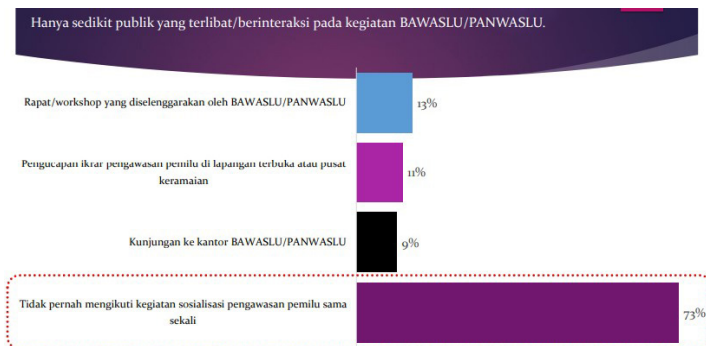 Hanya sedikit publik yang terlibat/berinteraksi pada kegiatan BAWASLU/PANWASLU.
Rapat/workshop yang diselenggarakan oleh BAWASLU/PANWASLU
13%
Pengucapan ikrar pengawasan pemilu di lapangan terbuka atau pusat
keramaian
11%
Kunjungan ke kantor BAWASLU/PANWASLU
9%
Tidak pernah mengikuti kegiatan sosialisasi pengawasan pemilu sama
sekali
73%